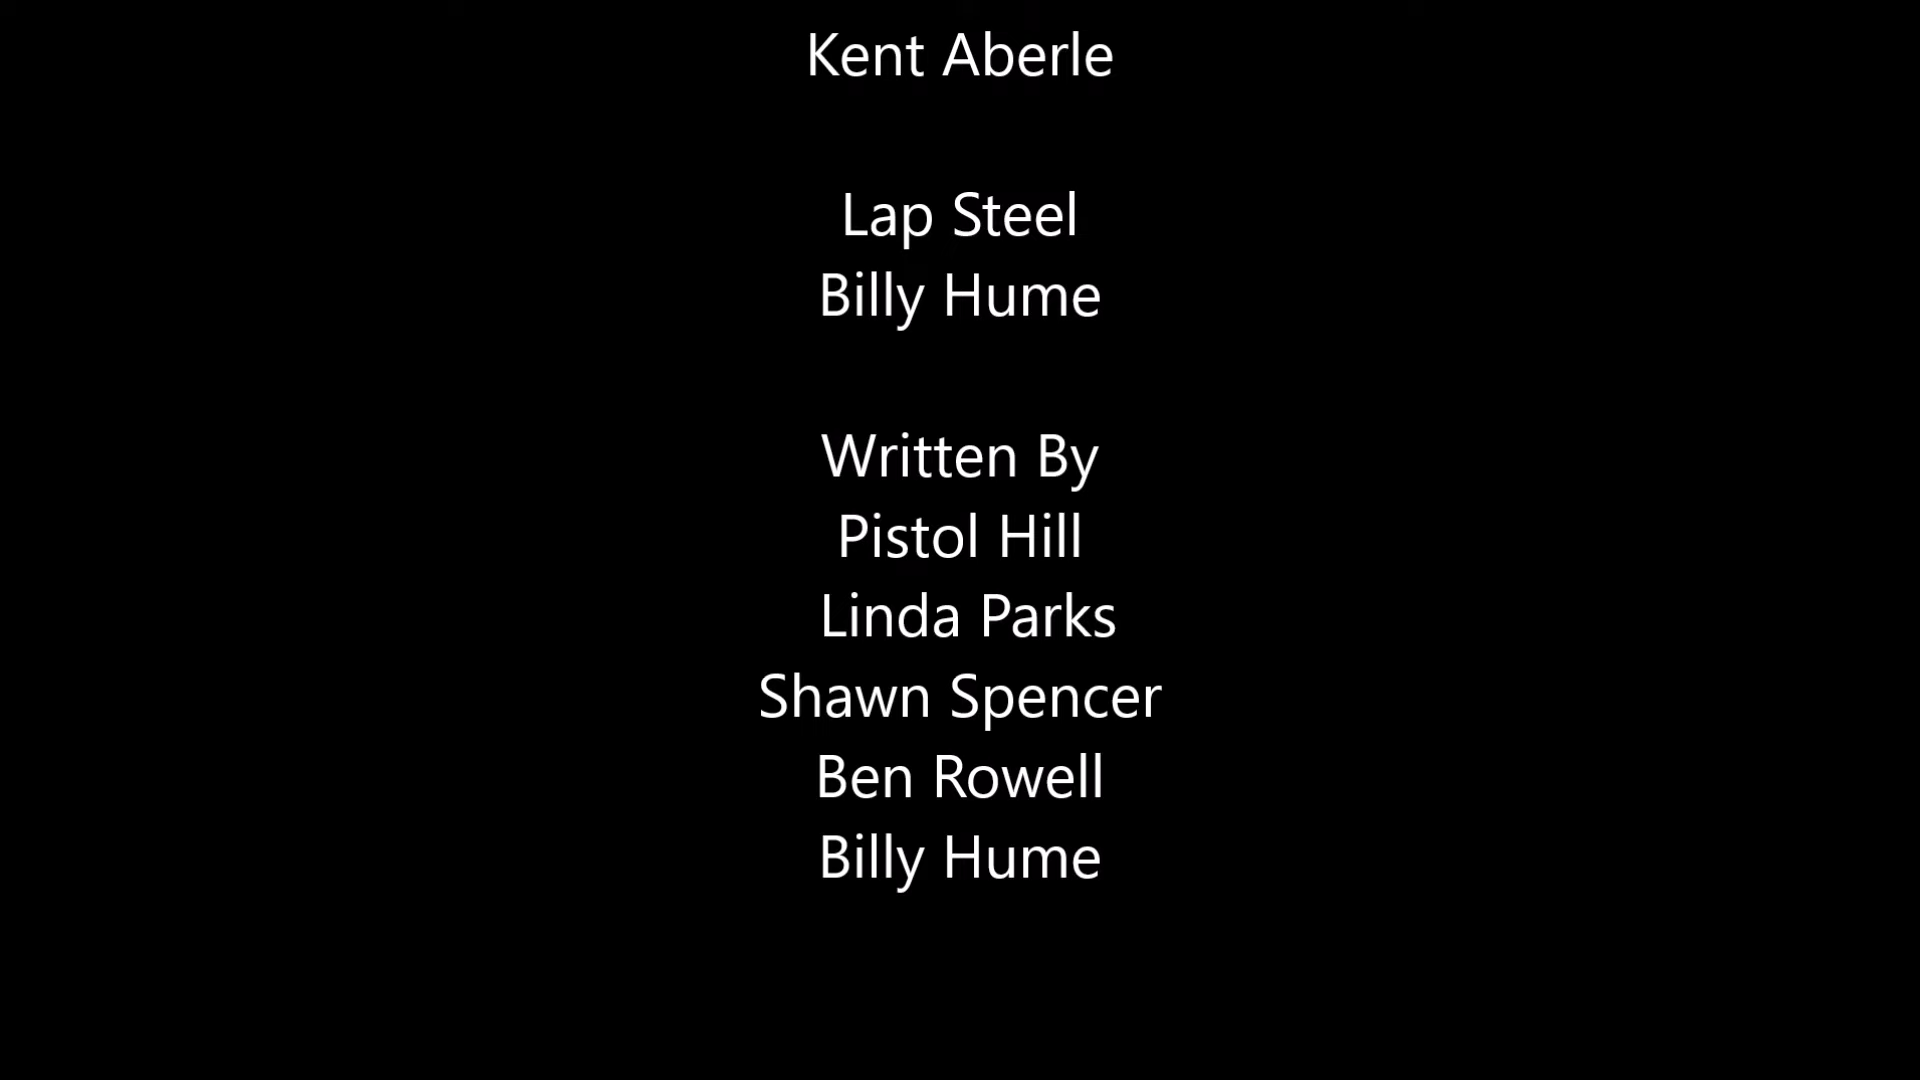 Kent Aberle
Lap Steel
Billy Hume
Written By
Pistol Hill
Linda Parks
Shawn Spencer
Ben Rowell
Billy Hume